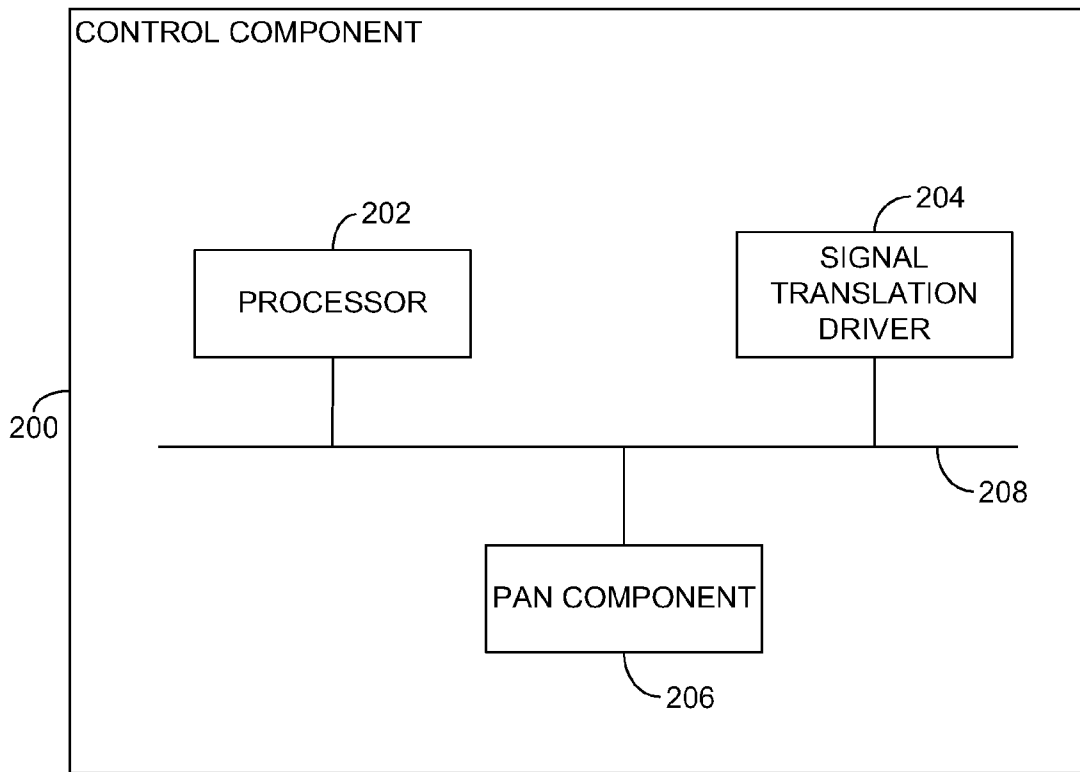 CONTROL COMPONENT
202
PROCESSOR
204
SIGNAL
TRANSLATION
DRIVER
200
208
PAN COMPONENT
206